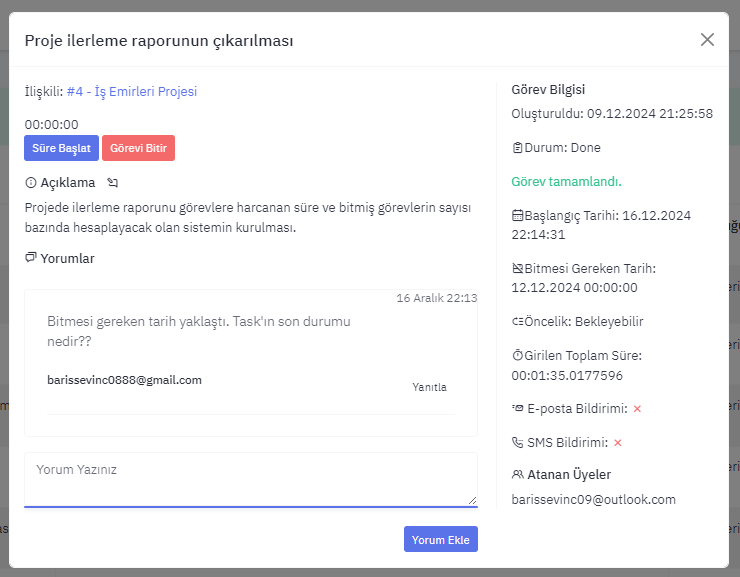 Proje ilerleme raporunun çıkarılması
İlişkili: #4 - İş Emirleri Projesi
00:00:00
Süre Başlat
Görevi Bitir
Açıklama
Projede ilerleme raporunu görevlere harcanan süre ve bitmiş görevlerin sayısı
bazında hesaplayacak olan sistemin kurulması.
Yorumlar
16 Aralık 22:13
Bitmesi gereken tarih yaklaştı. Task'ın son durumu
nedir??
barissevinc0888@gmail.com
Yanıtla
Yorum Yazınız
Yorum Ekle
Görev Bilgisi
Oluşturuldu: 09.12.2024 21:25:58
Durum: Done
Görev tamamlandı.
Başlangıç Tarihi: 16.12.2024
22:14:31
Bitmesi Gereken Tarih:
12.12.2024 00:00:00
Öncelik: Bekleyebilir
Girilen Toplam Süre:
00:01:35.0177596
E-posta Bildirimi:
SMS Bildirimi:
Atanan Üyeler
barissevinc09@outlook.com